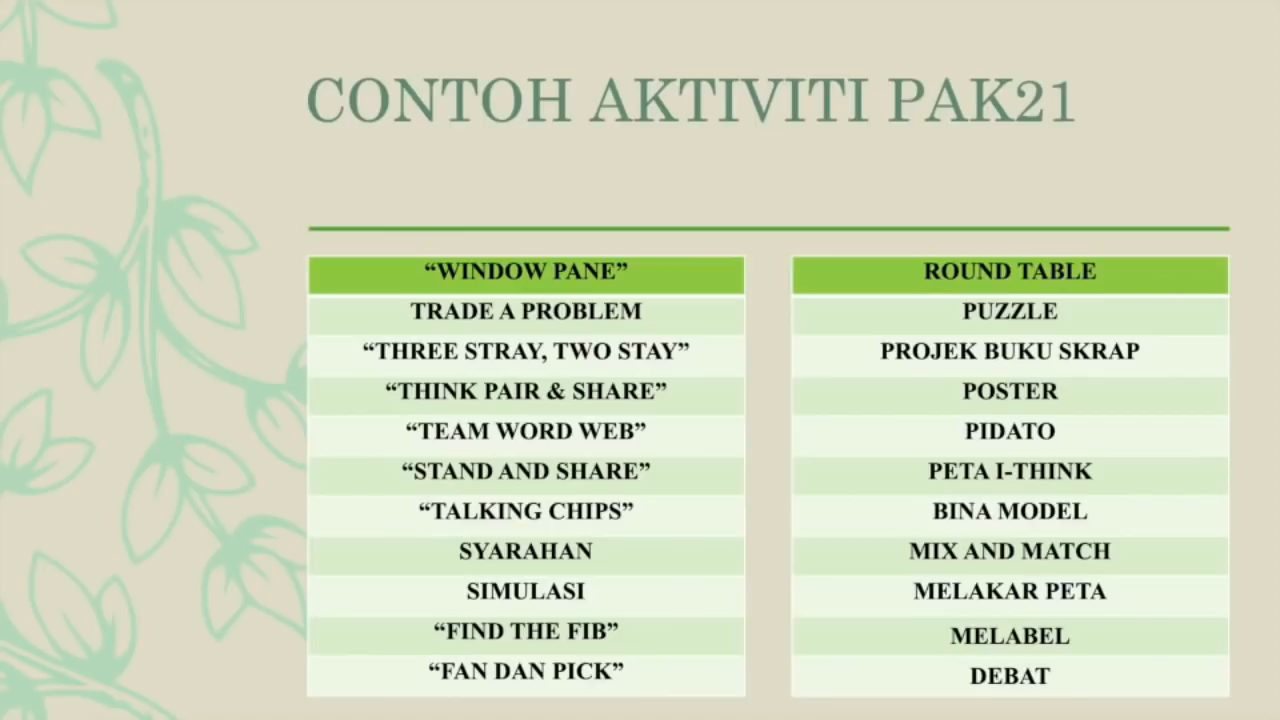 CONTOH AKTIVITI PAK21
“WINDOW PANE”
TRADE A PROBLEM
“THREE STRAY, TWO STAY”
“THINK PAIR & SHARE”
“TEAM WORD WEB”
“STAND AND SHARE”
“TALKING CHIPS”
SYARAHAN
SIMULASI
“FIND THE FIB”
“FAN DAN PICK”
ROUND TABLE
PUZZLE
PROJEK BUKU SKRAP
POSTER
PIDATO
PETA I-THINK
BINA MODEL
MIX AND MATCH
MELAKAR PETA
MELABEL
DEBAT